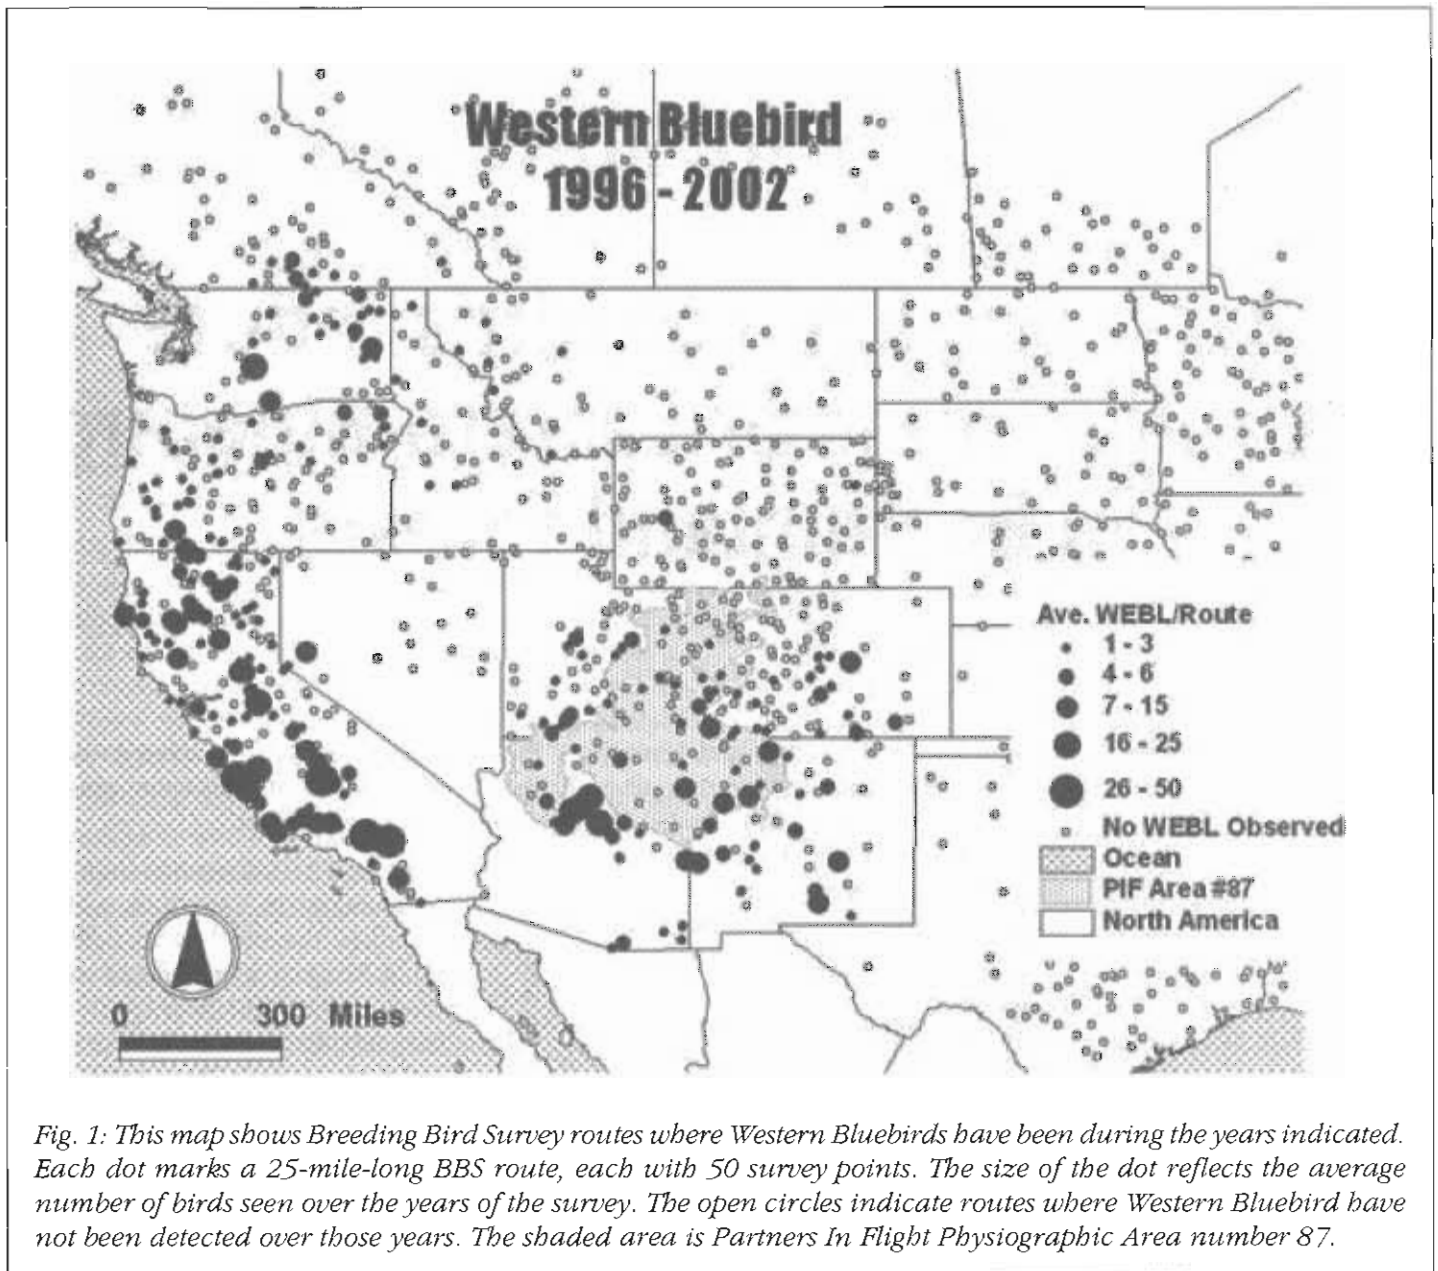 Western Bluebird
1996 - 2002
Ave. WEBL/Route
1 - 3
4 - 6
7 - 15
16 - 25
26 - 50
No WEBL Observed
Ocean
PIF Area #87
North America
0 300 Miles
Fig. 1: This map shows Breeding Bird Survey routes where Western Bluebirds have been during the years indicated.
Each dot marks a 25-mile-long BBS route, each with 50 survey points. The size of the dot reflects the average
number of birds seen over the years of the survey. The open circles indicate routes where Western Bluebird have
not been detected over those years. The shaded area is Partners In Flight Physiographic Area number 87.